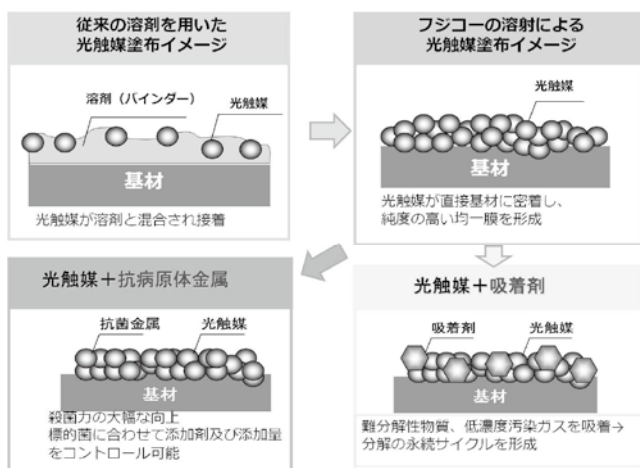 従来の溶剤を用いた
光触媒塗布イメージ
溶剤（バインダー）
光触媒
基材
光触媒が溶剤と混合され接着
フジコーの溶射による
光触媒塗布イメージ
光触媒
基材
光触媒が直接基材に密着し、
純度の高い均一膜を形成
光触媒＋抗病原体金属
抗菌金属
光触媒
基材
殺菌力の大幅な向上
標的菌に合わせて添加剤及び添加量
をコントロール可能
光触媒＋吸着剤
吸着剤
光触媒
基材
難分解性物質、低濃度汚染ガスを吸着→
分解の永続サイクルを形成